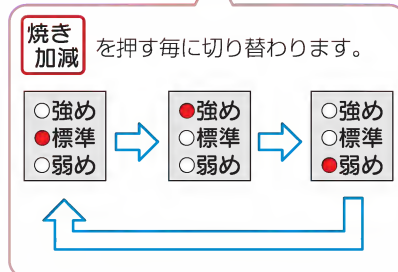 焼き
加減
を押す毎に切り替わります。
○強め
●標準
○弱め
●強め
○標準
○弱め
○強め
○標準
●弱め